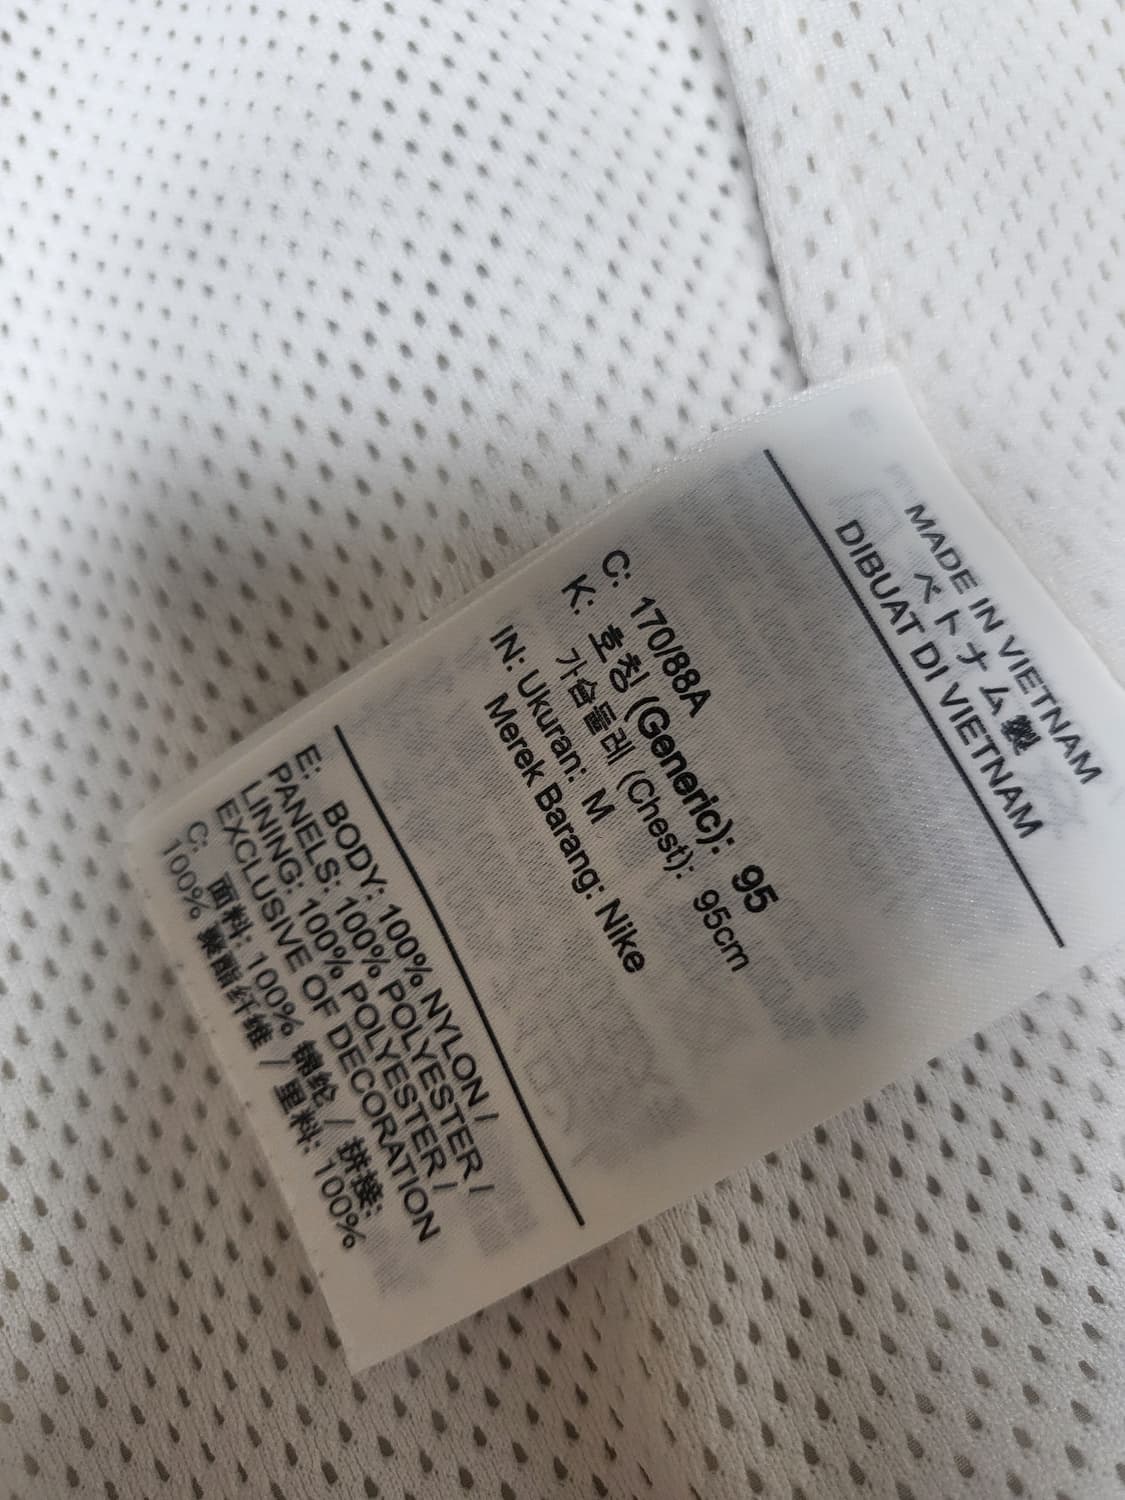 MADE IN VIETNAM
ベトナム製
DIBUAT DI VIETNAM
C: 170/88A
K: 호칭 (Generic): 95
가슴둘레 (Chest): 95cm
IN: Ukuran: M
Merek Barang: Nike
E: BODY: 100% NYLON /
PANELS: 100% POLYESTER /
LINING: 100% POLYESTER /
EXCLUSIVE OF DECORATION
C: 面料: 100% 锦纶 / 拼接:
100% 聚酯纤维 / 里料: 100%